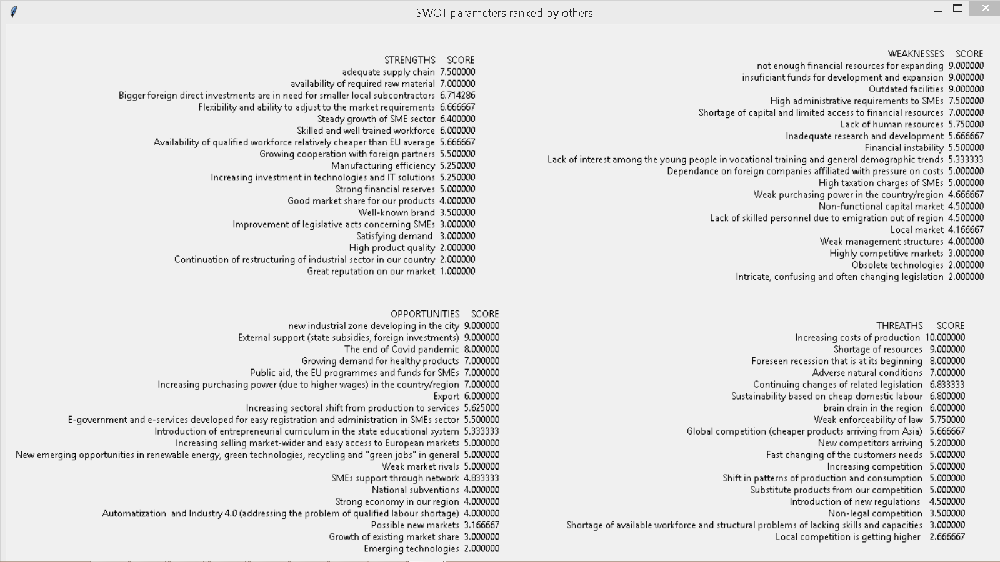 SWOT parameters ranked by others
STRENGTHS SCORE
adequate supply chain 7.500000
availability of required raw material 7.000000
Bigger foreign direct investments are in need for smaller local subcontractors 6.714286
Flexibility and ability to adjust to the market requirements 6.666667
Steady growth of SME sector 6.400000
Skilled and well trained workforce 6.000000
Availability of qualified workforce relatively cheaper than EU average 5.666667
Growing cooperation with foreign partners 5.500000
Manufacturing efficiency 5.250000
Increasing investment in technologies and IT solutions 5.250000
Strong financial reserves 5.000000
Good market share for our products 4.000000
Well-known brand 3.500000
Improvement of legislative acts concerning SMEs 3.000000
Satisfying demand 3.000000
High product quality 2.000000
Continuation of restructuring of industrial sector in our country 2.000000
Great reputation on our market 1.000000
WEAKNESSES SCORE
not enough financial resources for expanding 9.000000
insuficiant funds for development and expansion 9.000000
Outdated facilities 9.000000
High administrative requirements to SMEs 7.500000
Shortage of capital and limited access to financial resources 7.000000
Lack of human resources 5.750000
Inadequate research and development 5.666667
Financial instability 5.500000
Lack of interest among the young people in vocational training and general demographic trends 5.333333
Dependance on foreign companies affiliated with pressure on costs 5.000000
High taxation charges of SMEs 5.000000
Weak purchasing power in the country/region 4.666667
Non-functional capital market 4.500000
Lack of skilled personnel due to emigration out of region 4.500000
Local market 4.166667
Weak management structures 4.000000
Highly competitive markets 3.000000
Obsolete technologies 2.000000
Intricate, confusing and often changing legislation 2.000000
OPPORTUNITIES SCORE
new industrial zone developing in the city 9.000000
External support (state subsidies, foreign investments) 9.000000
The end of Covid pandemic 8.000000
Growing demand for healthy products 7.000000
Public aid, the EU programmes and funds for SMEs 7.000000
Increasing purchasing power (due to higher wages) in the country/region 7.000000
Export 6.000000
Increasing sectoral shift from production to services 5.625000
E-government and e-services developed for easy registration and administration in SMEs sector 5.500000
Introduction of entrepreneurial curriculum in the state educational system 5.333333
Increasing selling market-wider and easy access to European markets 5.000000
New emerging opportunities in renewable energy, green technologies, recycling and "green jobs" in general 5.000000
Weak market rivals 5.000000
SMEs support through network 4.833333
National subventions 4.000000
Strong economy in our region 4.000000
Automatization and Industry 4.0 (addressing the problem of qualified labour shortage) 4.000000
Possible new markets 3.166667
Growth of existing market share 3.000000
Emerging technologies 2.000000
THREATHS SCORE
Increasing costs of production 10.000000
Shortage of resources 9.000000
Foreseen recession that is at its beginning 8.000000
Adverse natural conditions 7.000000
Continuing changes of related legislation 6.833333
Sustainability based on cheap domestic labour 6.800000
brain drain in the region 6.000000
Weak enforceability of law 5.750000
Global competition (cheaper products arriving from Asia) 5.666667
New competitors arriving 5.200000
Fast changing of the customers needs 5.000000
Increasing competition 5.000000
Shift in patterns of production and consumption 5.000000
Substitute products from our competition 5.000000
Introduction of new regulations 4.500000
Non-legal competition 3.500000
Shortage of available workforce and structural problems of lacking skills and capacities 3.000000
Local competition is getting higher 2.666667